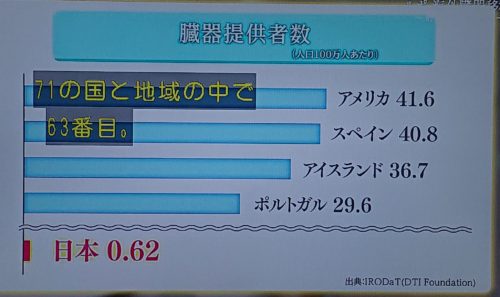 臓器提供者数
(人口100万人あたり)
71の国と地域の中で
63番目。
アメリカ 41.6
スペイン 40.8
アイスランド 36.7
ポルトガル 29.6
日本 0.62
出典:IRODaT(DTI Foundation)